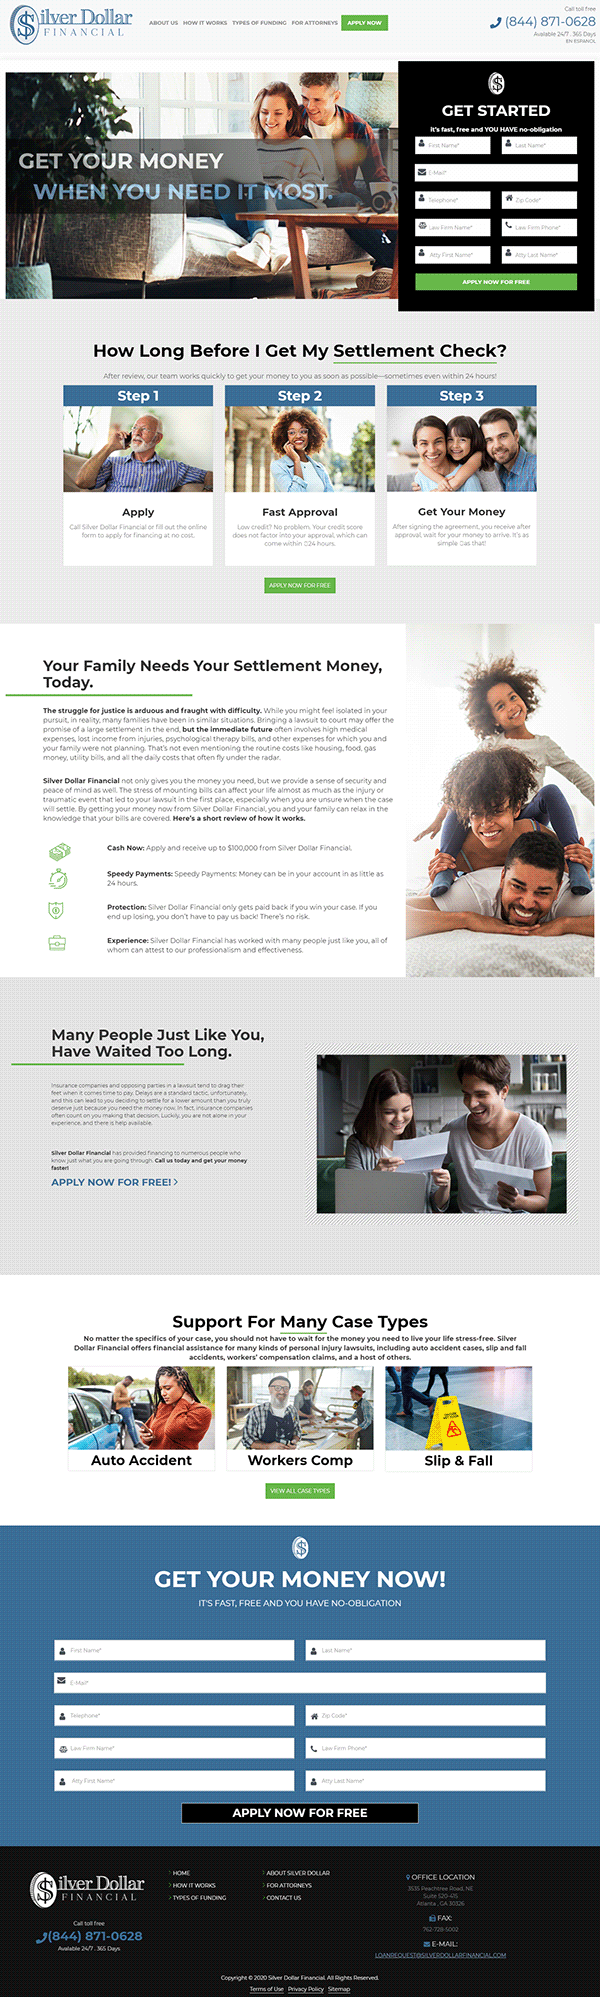 Silver Dollar
FINANCIAL
ABOUT US HOW IT WORKS TYPES OF FUNDING FOR ATTORNEYS APPLY NOW
Call toll free
(844) 871-0628
Available 24/7 . 365 Days
EN ESPANOL
GET YOUR MONEY
WHEN YOU NEED IT MOST.
GET STARTED
it's fast, free and YOU HAVE no-obligation
First Name* Last Name*
E-Mail*
Telephone* Zip Code*
Law Firm Name* Law Firm Phone*
Atty First Name* Atty Last Name*
APPLY NOW FOR FREE
How Long Before I Get My Settlement Check?
After review, our team works quickly to get your money to you as soon as possible—sometimes even within 24 hours!
Step 1
Apply
Call Silver Dollar Financial or fill out the online
form to apply for financing at no cost.
Step 2
Fast Approval
Low credit? No problem. Your credit score
does not factor into your approval, which can
come within 24 hours.
Step 3
Get Your Money
After signing the agreement, you receive after
approval, wait for your money to arrive. It's as
simple as that!
APPLY NOW FOR FREE
Your Family Needs Your Settlement Money,
Today.
The struggle for justice is arduous and fraught with difficulty. While you might feel isolated in your
pursuit, in reality, many families have been in similar situations. Bringing a lawsuit to court may offer the
promise of a large settlement in the end, but the immediate future often involves high medical
expenses, lost income from injuries, psychological therapy bills, and other expenses for which you and
your family were not planning. That's not even mentioning the routine costs like housing, food, gas
money, utility bills, and all the daily costs that often fly under the radar.
Silver Dollar Financial not only gives you the money you need, but we provide a sense of security and
peace of mind as well. The stress of mounting bills can affect your life almost as much as the injury or
traumatic event that led to your lawsuit in the first place, especially when you are unsure when the case
will settle. By getting your money now from Silver Dollar Financial, you and your family can relax in the
knowledge that your bills are covered. Here's a short review of how it works.
Cash Now: Apply and receive up to $100,000 from Silver Dollar Financial.
Speedy Payments: Speedy Payments: Money can be in your account in as little as
24 hours.
Protection: Silver Dollar Financial only gets paid back if you win your case. If you
end up losing, you don't have to pay us back! There's no risk.
Experience: Silver Dollar Financial has worked with many people just like you, all of
whom can attest to our professionalism and effectiveness.
Many People Just Like You,
Have Waited Too Long.
Insurance companies and opposing parties in a lawsuit tend to drag their
feet when it comes time to pay. Delays are a standard tactic, unfortunately,
and this can lead to you deciding to settle for a lower amount than you truly
deserve just because you need the money now. In fact, insurance companies
often count on you making that decision. Luckily, you are not alone in your
experience, and there is help available.
Silver Dollar Financial has provided financing to numerous people who
know just what you are going through. Call us today and get your money
faster!
APPLY NOW FOR FREE! >
Support For Many Case Types
No matter the specifics of your case, you should not have to wait for the money you need to live your life stress-free. Silver
Dollar Financial offers financial assistance for many kinds of personal injury lawsuits, including auto accident cases, slip and fall
accidents, workers' compensation claims, and a host of others.
Auto Accident
Workers Comp
Slip & Fall
VIEW ALL CASE TYPES
GET YOUR MONEY NOW!
IT'S FAST, FREE AND YOU HAVE NO-OBLIGATION
First Name* Last Name*
E-Mail*
Telephone* Zip Code*
Law Firm Name* Law Firm Phone*
Atty First Name* Atty Last Name*
APPLY NOW FOR FREE
Silver Dollar
FINANCIAL
Call toll free
(844) 871-0628
Available 24/7 . 365 Days
HOME
HOW IT WORKS
TYPES OF FUNDING
ABOUT SILVER DOLLAR
FOR ATTORNEYS
CONTACT US
OFFICE LOCATION
3535 Peachtree Road, NE
Suite 520-415
Atlanta , GA 30326
FAX:
762-728-5002
E-MAIL:
LOANREQUEST@SILVERDOLLARFINANCIAL.COM
Copyright © 2020 Silver Dollar Financial. All Rights Reserved.
Terms of Use Privacy Policy Sitemap